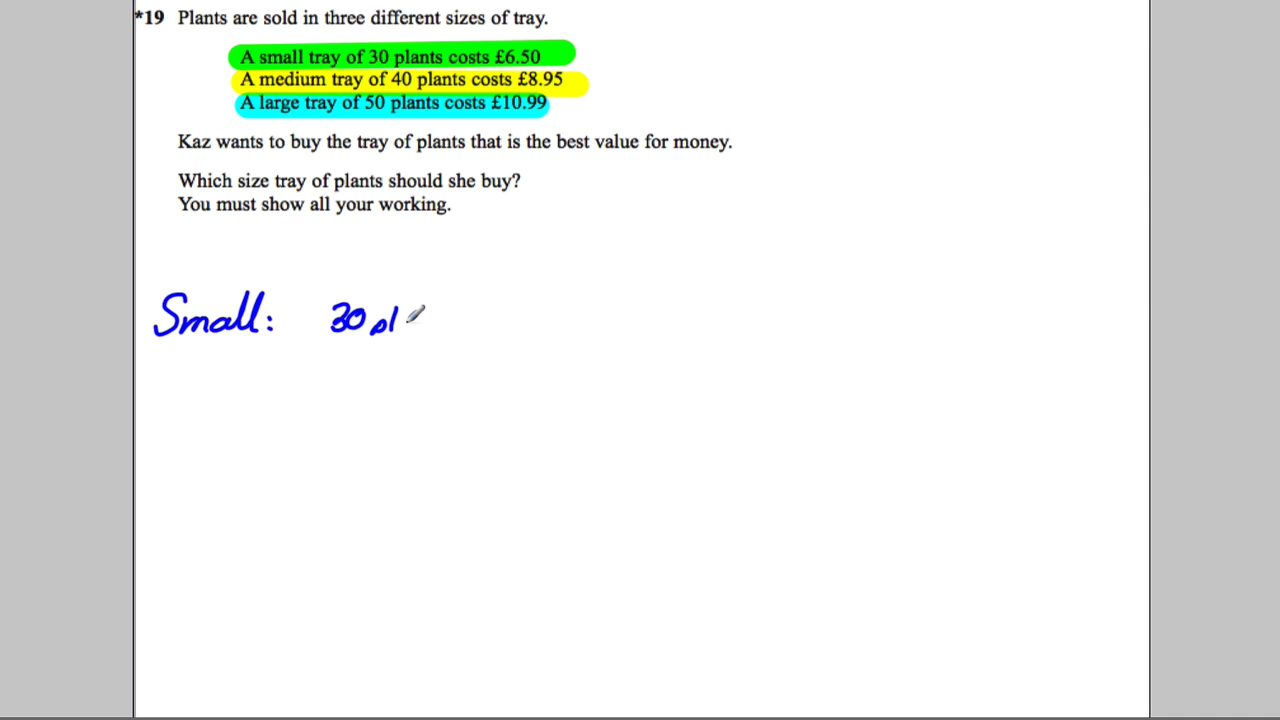 *19 Plants are sold in three different sizes of tray.
A small tray of 30 plants costs £6.50
A medium tray of 40 plants costs £8.95
A large tray of 50 plants costs £10.99
Kaz wants to buy the tray of plants that is the best value for money.
Which size tray of plants should she buy?
You must show all your working.
Small: 30 pl